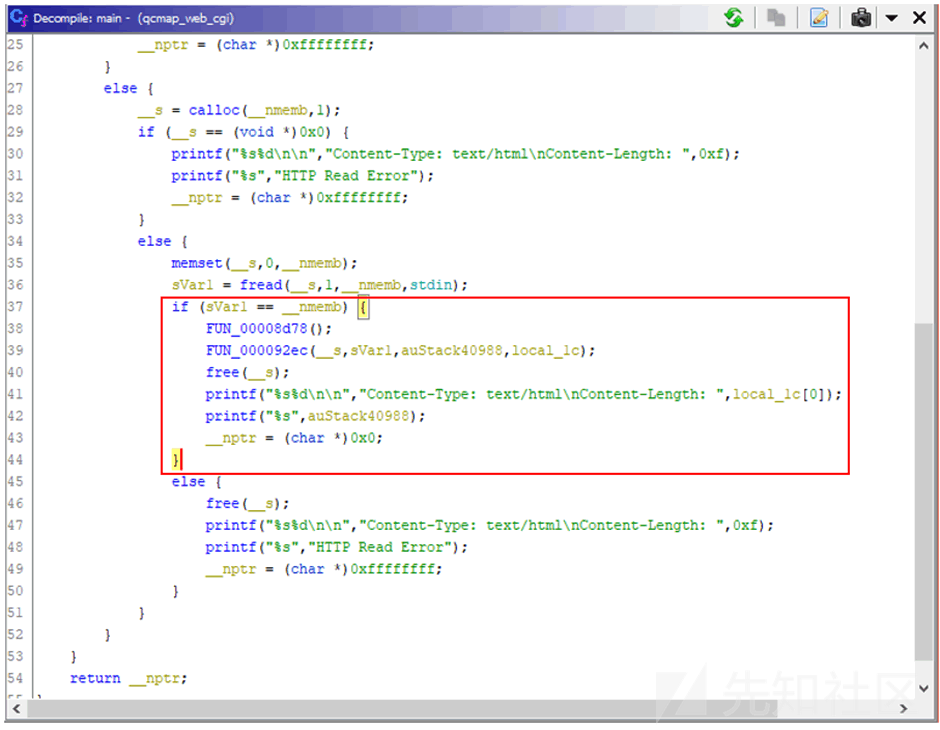 Decompile: main - (qcmap_web_cgi)
25 __nptr = (char *)0xffffffff;
26 }
27 else {
28 __s = calloc(__nmemb,1);
29 if (__s == (void *)0x0) {
30 printf("%s%d\n\n","Content-Type: text/html\nContent-Length: ",0xf);
31 printf("%s","HTTP Read Error");
32 __nptr = (char *)0xffffffff;
33 }
34 else {
35 memset(__s,0,__nmemb);
36 sVar1 = fread(__s,1,__nmemb,stdin);
37 if (sVar1 == __nmemb) {
38 FUN_00008d78();
39 FUN_000092ec(__s,sVar1,auStack40988,local_1c);
40 free(__s);
41 printf("%s%d\n\n","Content-Type: text/html\nContent-Length: ",local_1c[0]);
42 printf("%s",auStack40988);
43 __nptr = (char *)0x0;
44 }
45 else {
46 free(__s);
47 printf("%s%d\n\n","Content-Type: text/html\nContent-Length: ",0xf);
48 printf("%s","HTTP Read Error");
49 __nptr = (char *)0xffffffff;
50 }
51 }
52 }
53 }
54 return __nptr;
先知社区